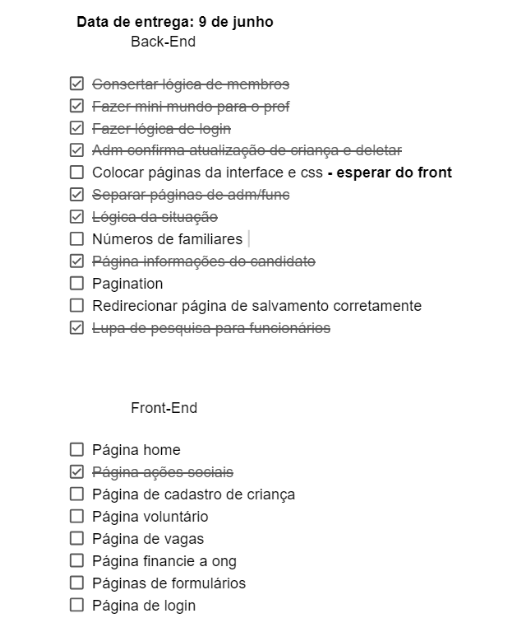 Data de entrega: 9 de junho
Back-End
Consertar lógica de membros
Fazer mini mundo para o prof
Fazer lógica de login
Adm confirma atualização de criança e deletar
Colocar páginas da interface e css - esperar do front
Separar páginas de adm/func
Lógica da situação
Números de familiares
Página informações do candidato
Pagination
Redirecionar página de salvamento corretamente
Lupa de pesquisa para funcionários
Front-End
Página home
Página ações sociais
Página de cadastro de criança
Página voluntário
Página de vagas
Página financie a ong
Páginas de formulários
Página de login